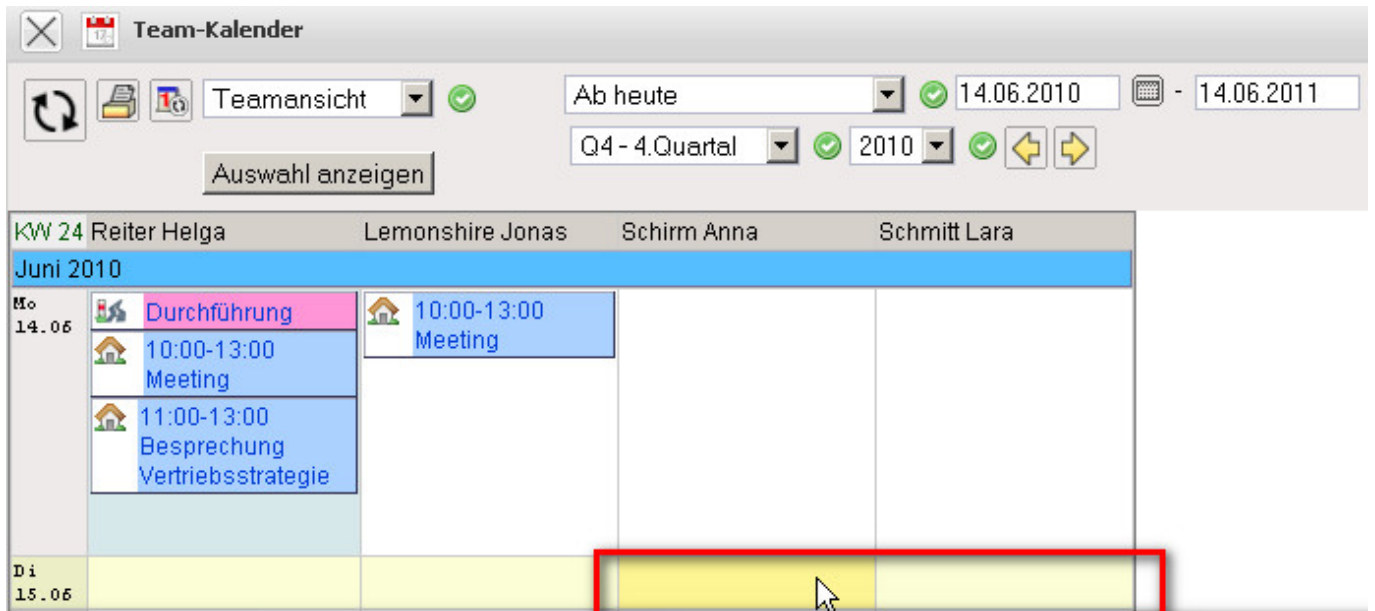 Team-Kalender
Teamansicht
Ab heute
14.06.2010 - 14.06.2011
Q4 - 4.Quartal
2010
Auswahl anzeigen
KW 24 Reiter Helga Lemonshire Jonas Schirm Anna Schmitt Lara
Juni 2010
Mo
14.06
Durchführung
10:00-13:00
Meeting
11:00-13:00
Besprechung
Vertriebsstrategie
10:00-13:00
Meeting
Di
15.06